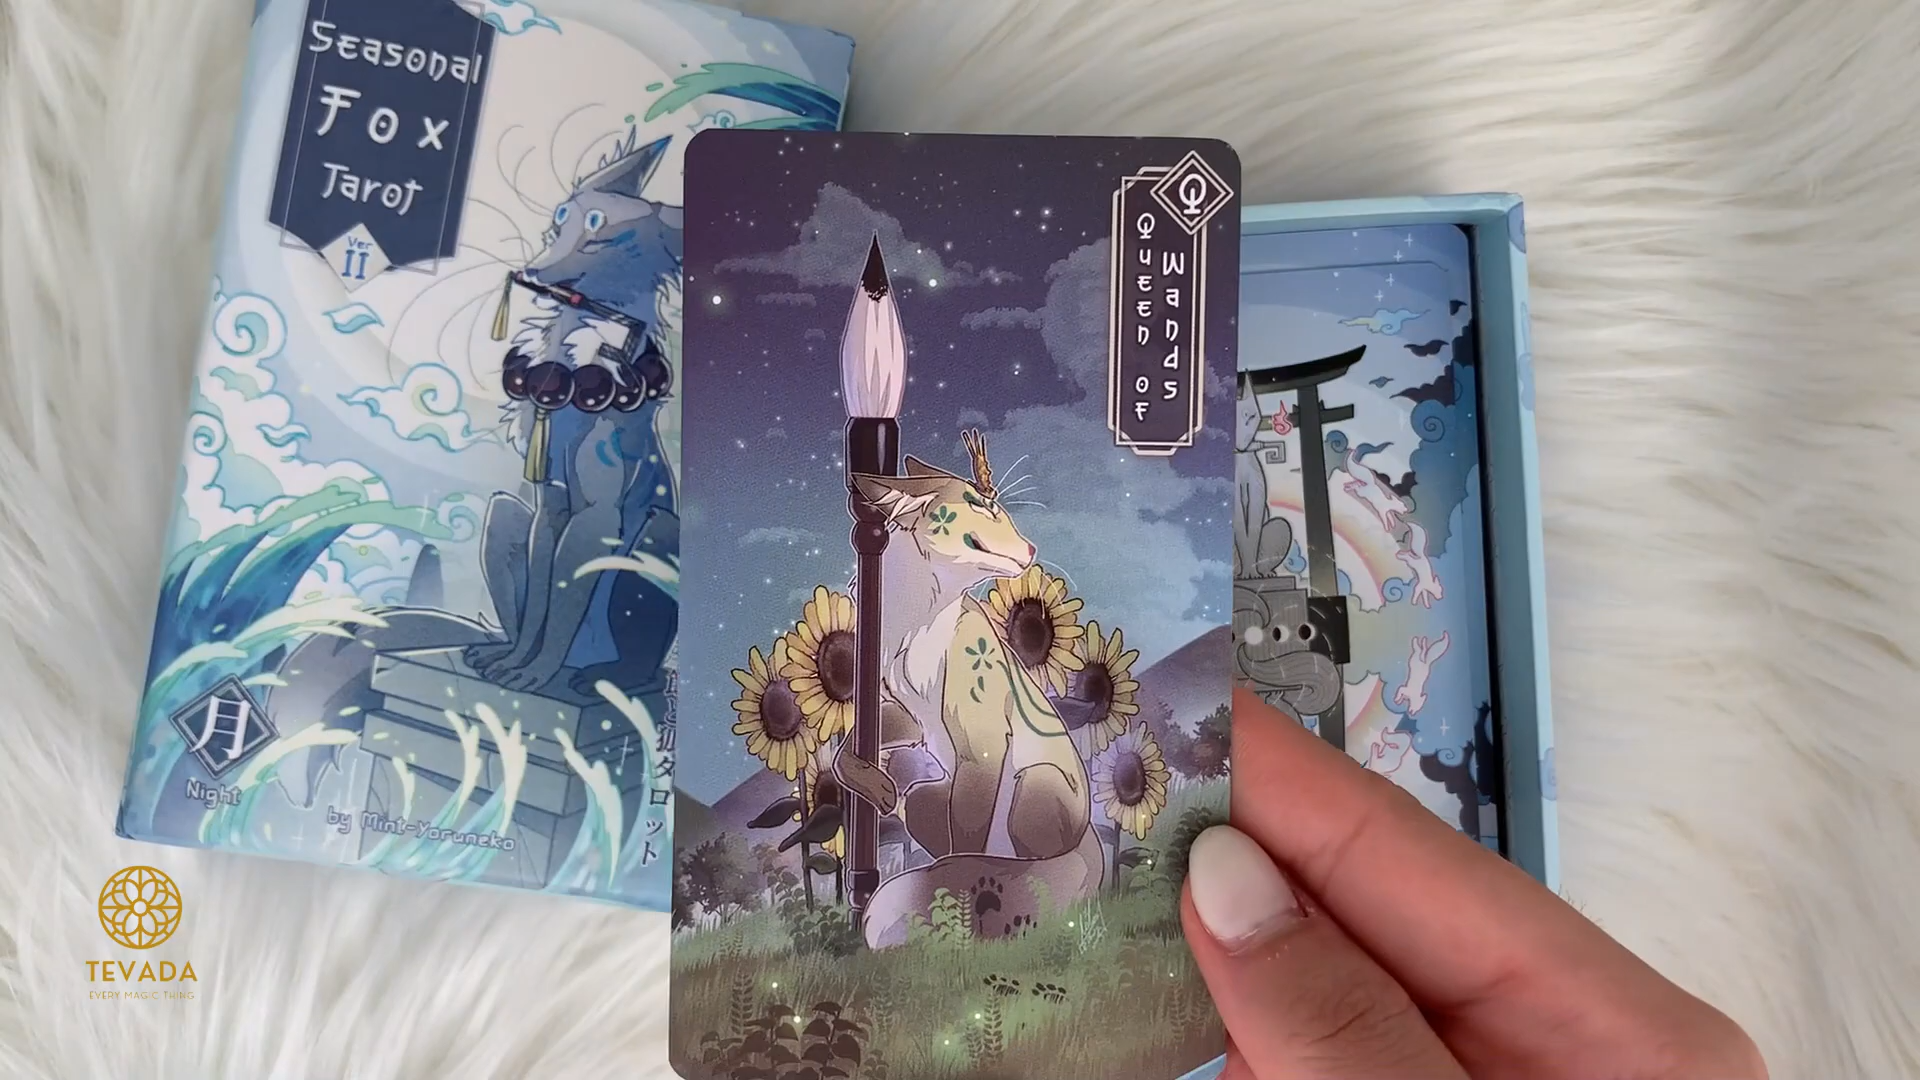 Seasonal
Fox
Tarot
Ver
II
月
Night
by Mint-Yoruneko
タロット
Q
Queen of
Wands
TEVADA
EVERY MAGIC THING